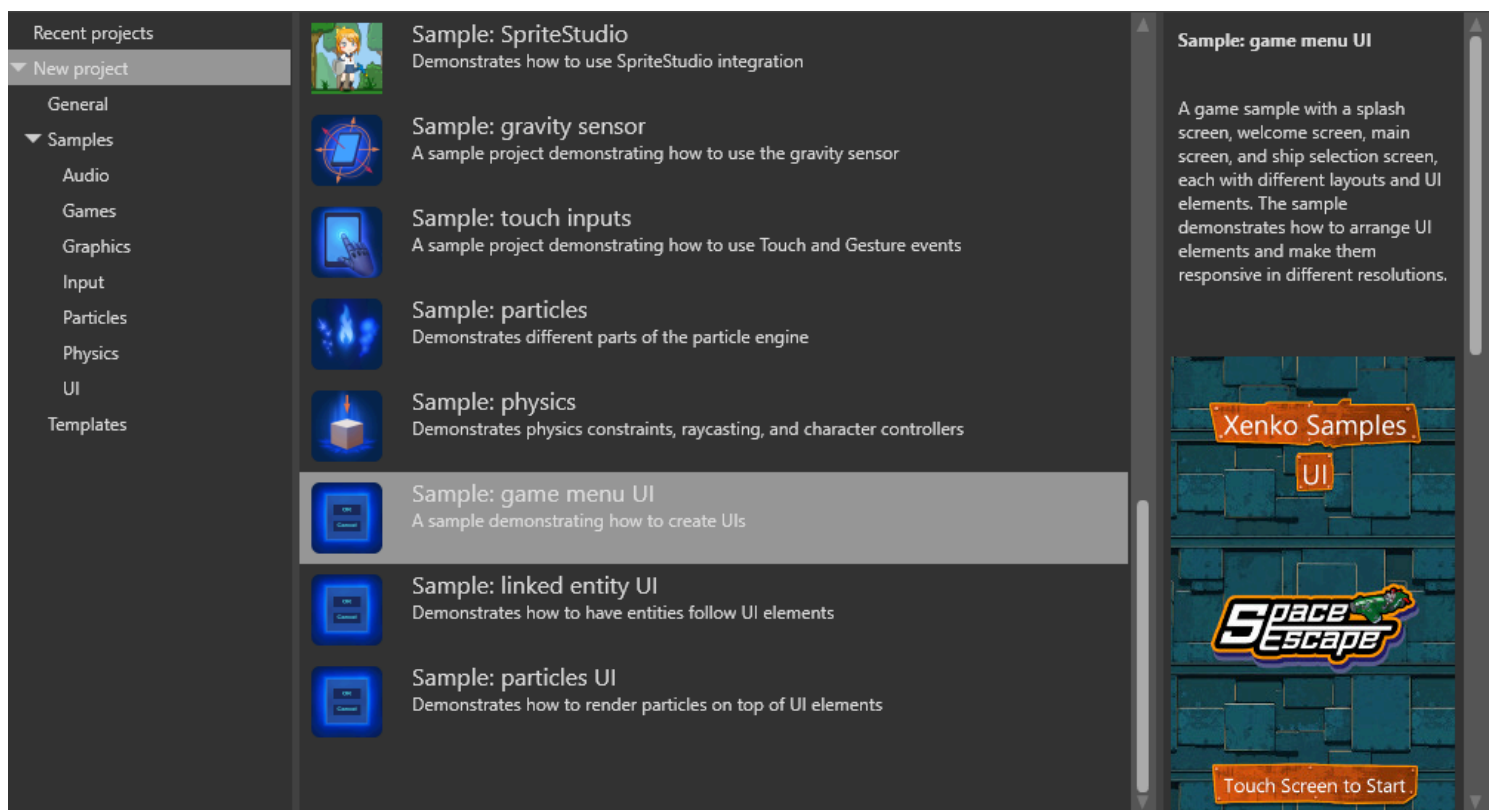 Recent projects
New project
General
Samples
Audio
Games
Graphics
Input
Particles
Physics
UI
Templates
Sample: SpriteStudio
Demonstrates how to use SpriteStudio integration
Sample: gravity sensor
A sample project demonstrating how to use the gravity sensor
Sample: touch inputs
A sample project demonstrating how to use Touch and Gesture events
Sample: particles
Demonstrates different parts of the particle engine
Sample: physics
Demonstrates physics constraints, raycasting, and character controllers
OK
Cancel
Sample: game menu UI
A sample demonstrating how to create UIs
OK
Cancel
Sample: linked entity UI
Demonstrates how to have entities follow UI elements
OK
Cancel
Sample: particles UI
Demonstrates how to render particles on top of UI elements
Sample: game menu UI
A game sample with a splash
screen, welcome screen, main
screen, and ship selection screen,
each with different layouts and UI
elements. The sample
demonstrates how to arrange UI
elements and make them
responsive in different resolutions.
Xenko Samples
UI
Space
Escape
Touch Screen to Start